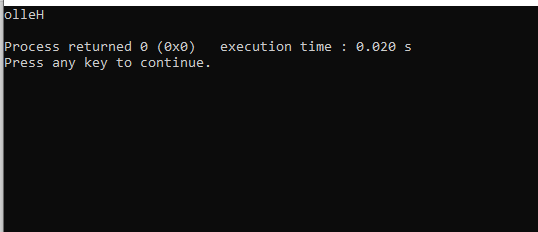 olleH
Process returned 0 (0x0)   execution time : 0.020 s
Press any key to continue.